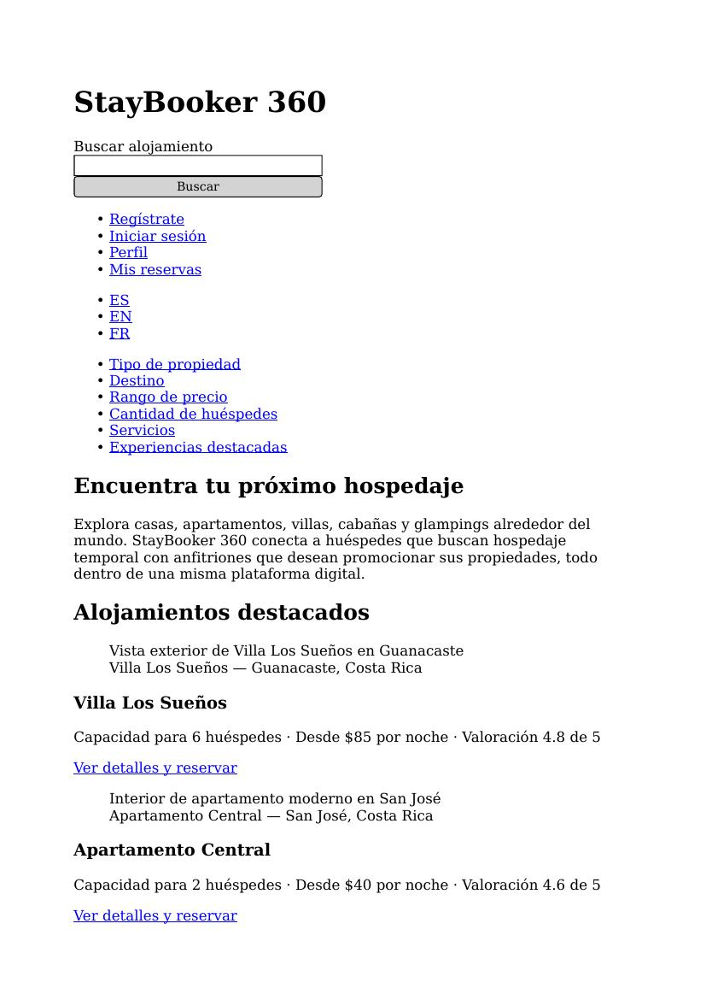 StayBooker 360
Buscar alojamiento
Buscar
• Regístrate
• Iniciar sesión
• Perfil
• Mis reservas
• ES
• EN
• FR
• Tipo de propiedad
• Destino
• Rango de precio
• Cantidad de huéspedes
• Servicios
• Experiencias destacadas
Encuentra tu próximo hospedaje
Explora casas, apartamentos, villas, cabañas y glampings alrededor del
mundo. StayBooker 360 conecta a huéspedes que buscan hospedaje
temporal con anfitriones que desean promocionar sus propiedades, todo
dentro de una misma plataforma digital.
Alojamientos destacados
Vista exterior de Villa Los Sueños en Guanacaste
Villa Los Sueños — Guanacaste, Costa Rica
Villa Los Sueños
Capacidad para 6 huéspedes · Desde $85 por noche · Valoración 4.8 de 5
Ver detalles y reservar
Interior de apartamento moderno en San José
Apartamento Central — San José, Costa Rica
Apartamento Central
Capacidad para 2 huéspedes · Desde $40 por noche · Valoración 4.6 de 5
Ver detalles y reservar